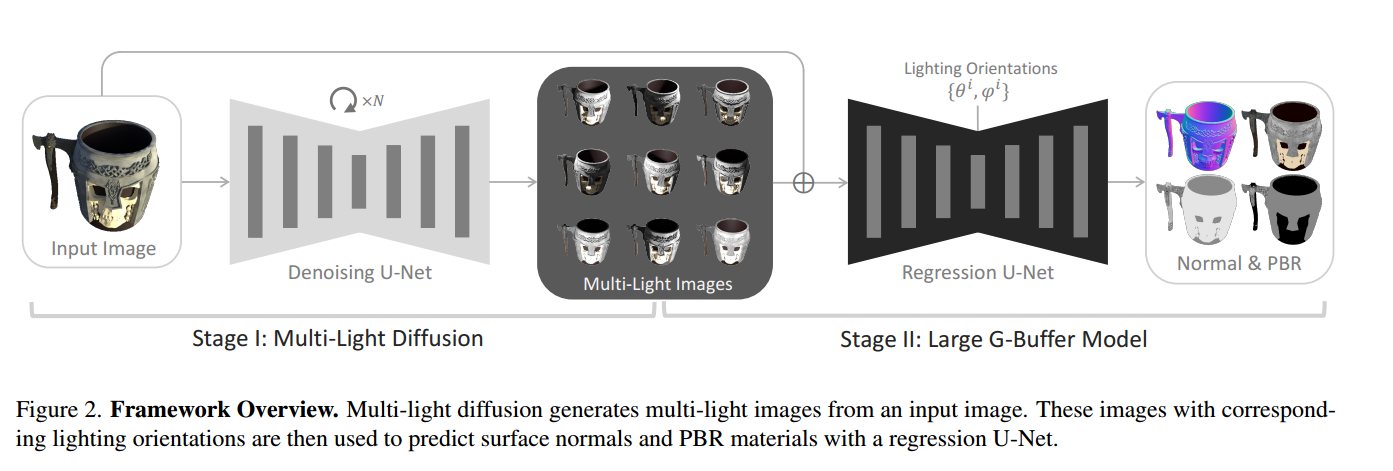 Lighting Orientations
{θⁱ, φⁱ}
×N
Input Image
Denoising U-Net
Multi-Light Images
Regression U-Net
Normal & PBR
Stage I: Multi-Light Diffusion
Stage II: Large G-Buffer Model
Figure 2. Framework Overview. Multi-light diffusion generates multi-light images from an input image. These images with correspond-
ing lighting orientations are then used to predict surface normals and PBR materials with a regression U-Net.